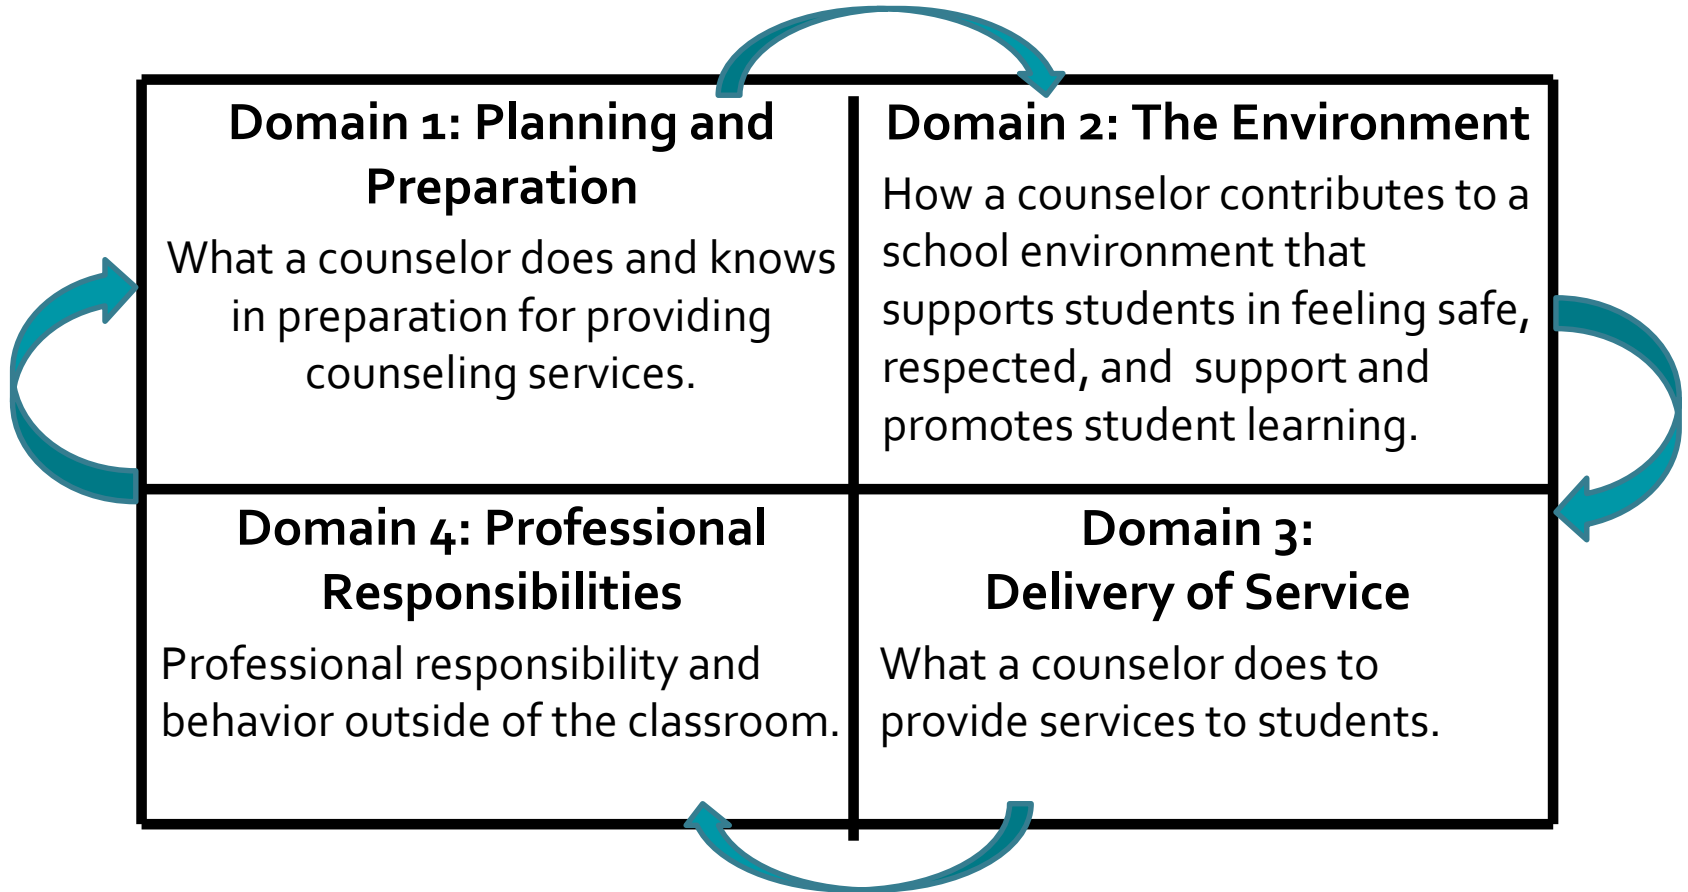 Domain 1: Planning and
Preparation
What a counselor does and knows
in preparation for providing
counseling services.
Domain 2: The Environment
How a counselor contributes to a
school environment that
supports students in feeling safe,
respected, and  support and
promotes student learning.
Domain 4: Professional
Responsibilities
Professional responsibility and
behavior outside of the classroom.
Domain 3:
Delivery of Service
What a counselor does to
provide services to students.